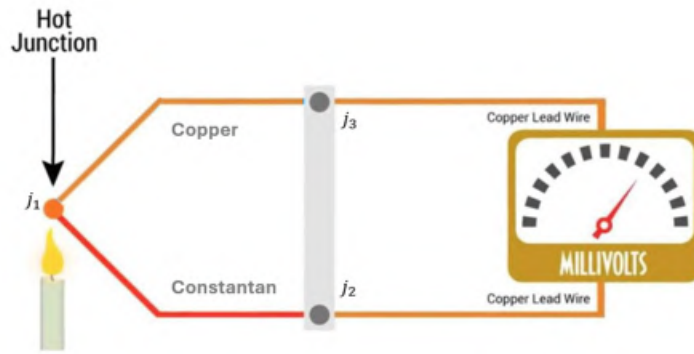 Hot
Junction
Copper
j₃
Copper Lead Wire
j₁
MILLIVOLTS
Constantan
j₂
Copper Lead Wire